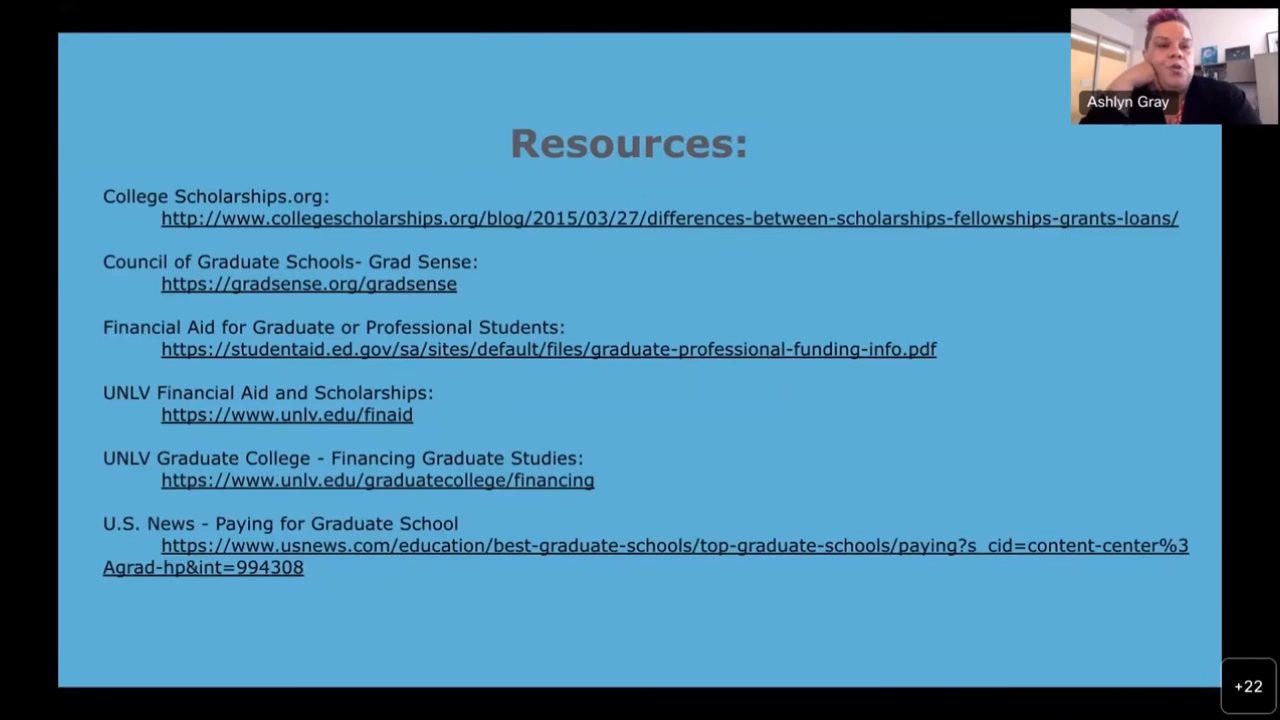 Resources:
College Scholarships.org:
http://www.collegescholarships.org/blog/2015/03/27/differences-between-scholarships-fellowships-grants-loans/
Council of Graduate Schools- Grad Sense:
https://gradsense.org/gradsense
Financial Aid for Graduate or Professional Students:
https://studentaid.ed.gov/sa/sites/default/files/graduate-professional-funding-info.pdf
UNLV Financial Aid and Scholarships:
https://www.unlv.edu/finaid
UNLV Graduate College - Financing Graduate Studies:
https://www.unlv.edu/graduatecollege/financing
U.S. News - Paying for Graduate School
https://www.usnews.com/education/best-graduate-schools/top-graduate-schools/paying?s_cid=content-center%3
Agrad-hp&int=994308
Ashlyn Gray
+22